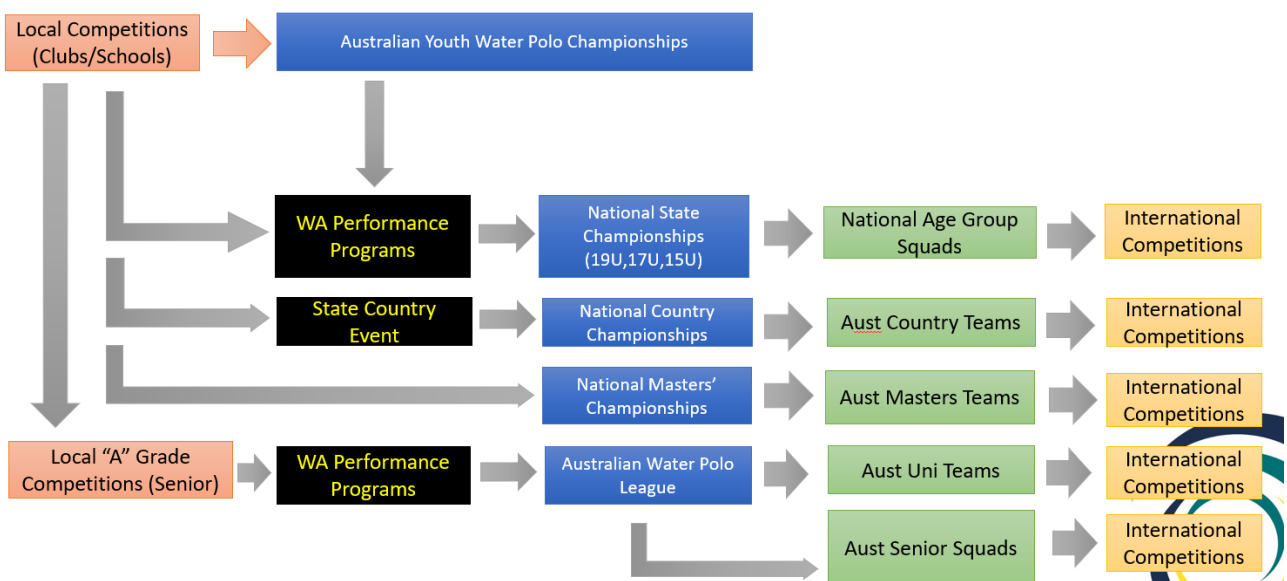 Local Competitions
(Clubs/Schools)
Australian Youth Water Polo Championships
WA Performance
Programs
National State
Championships
(19U,17U,15U)
National Age Group
Squads
International
Competitions
State Country
Event
National Country
Championships
Aust Country Teams
International
Competitions
National Masters’
Championships
Aust Masters Teams
International
Competitions
Local “A” Grade
Competitions (Senior)
WA Performance
Programs
Australian Water Polo
League
Aust Uni Teams
International
Competitions
Aust Senior Squads
International
Competitions